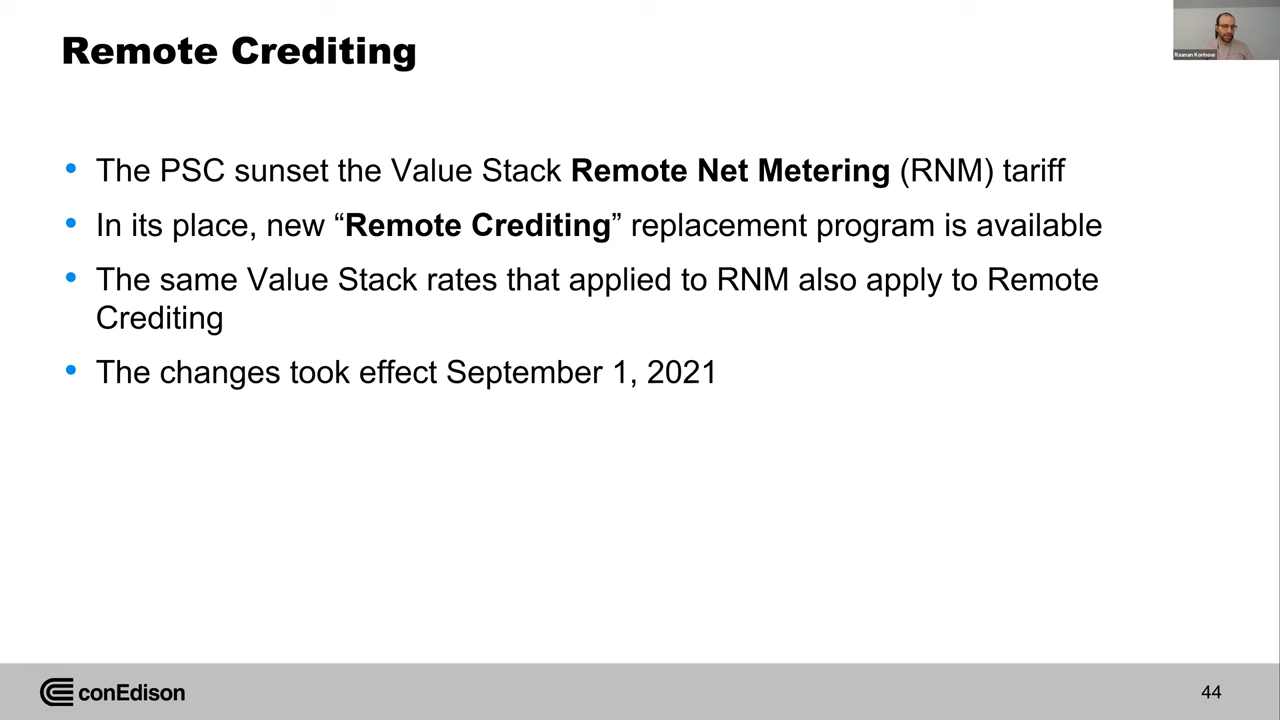 Remote Crediting
Raanan Korinow
• The PSC sunset the Value Stack Remote Net Metering (RNM) tariff
• In its place, new “Remote Crediting” replacement program is available
• The same Value Stack rates that applied to RNM also apply to Remote
Crediting
• The changes took effect September 1, 2021
conEdison
44